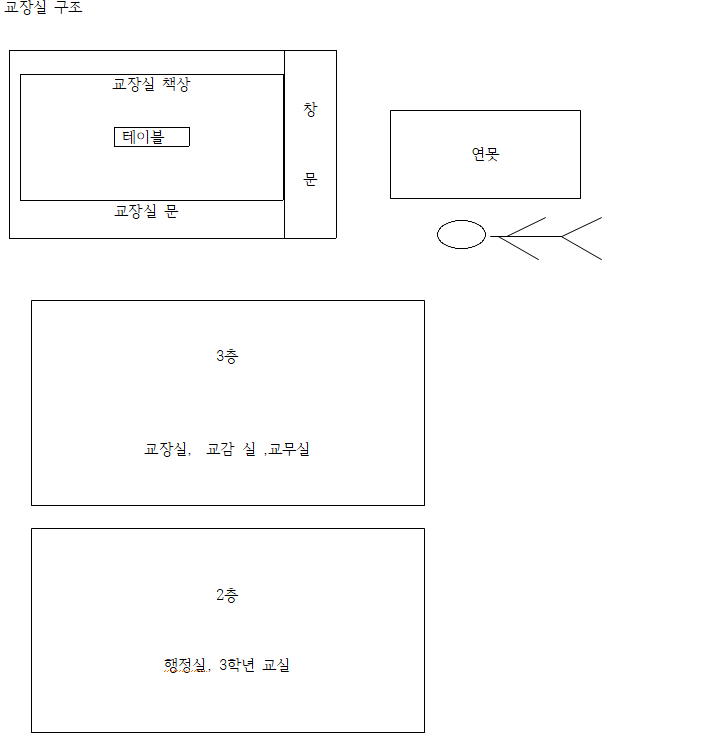 교장실 구조
교장실 책상
창
테이블
연못
문
교장실 문
3층
교장실,  교감 실 ,교무실
2층
행정실, 3학년 교실